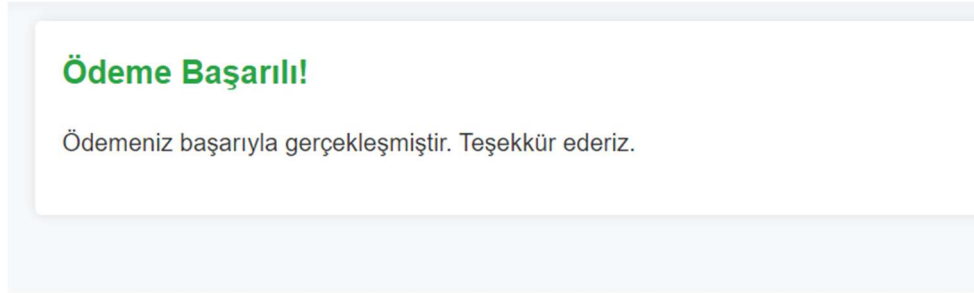 Ödeme Başarılı!
Ödemeniz başarıyla gerçekleşmiştir. Teşekkür ederiz.